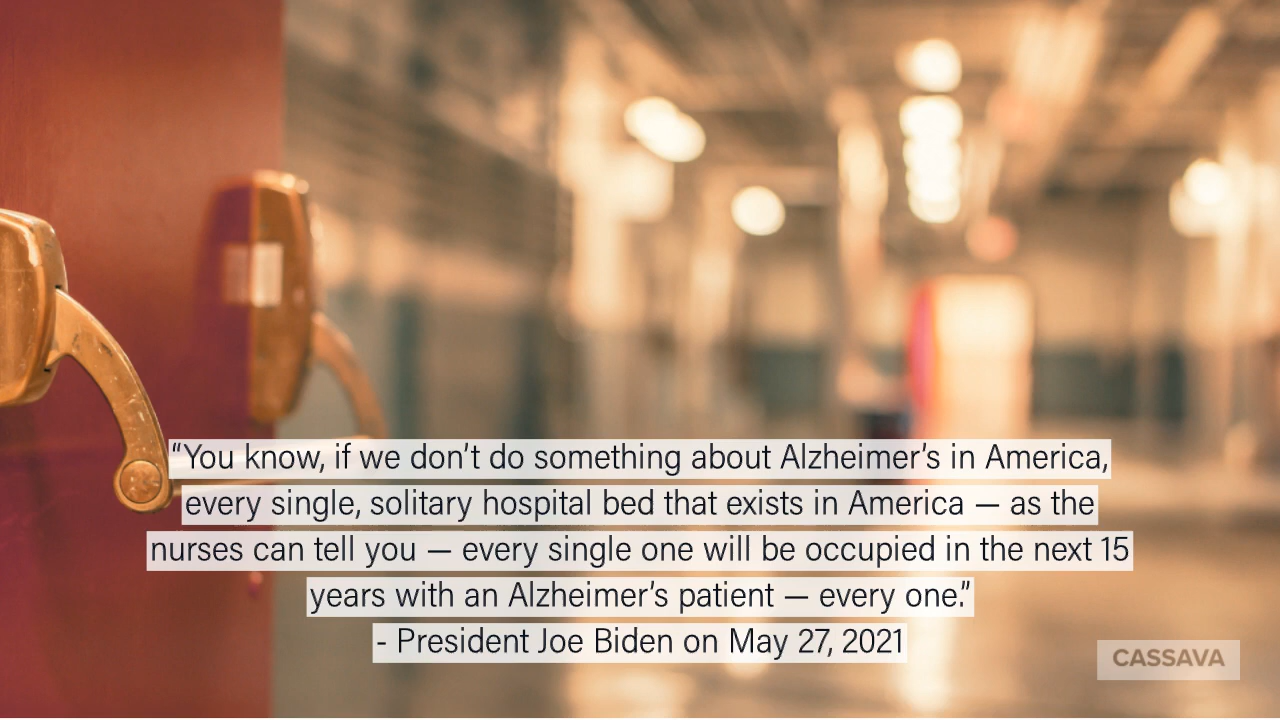 “You know, if we don’t do something about Alzheimer’s in America,
every single, solitary hospital bed that exists in America — as the
nurses can tell you — every single one will be occupied in the next 15
years with an Alzheimer’s patient — every one.”
- President Joe Biden on May 27, 2021
CASSAVA